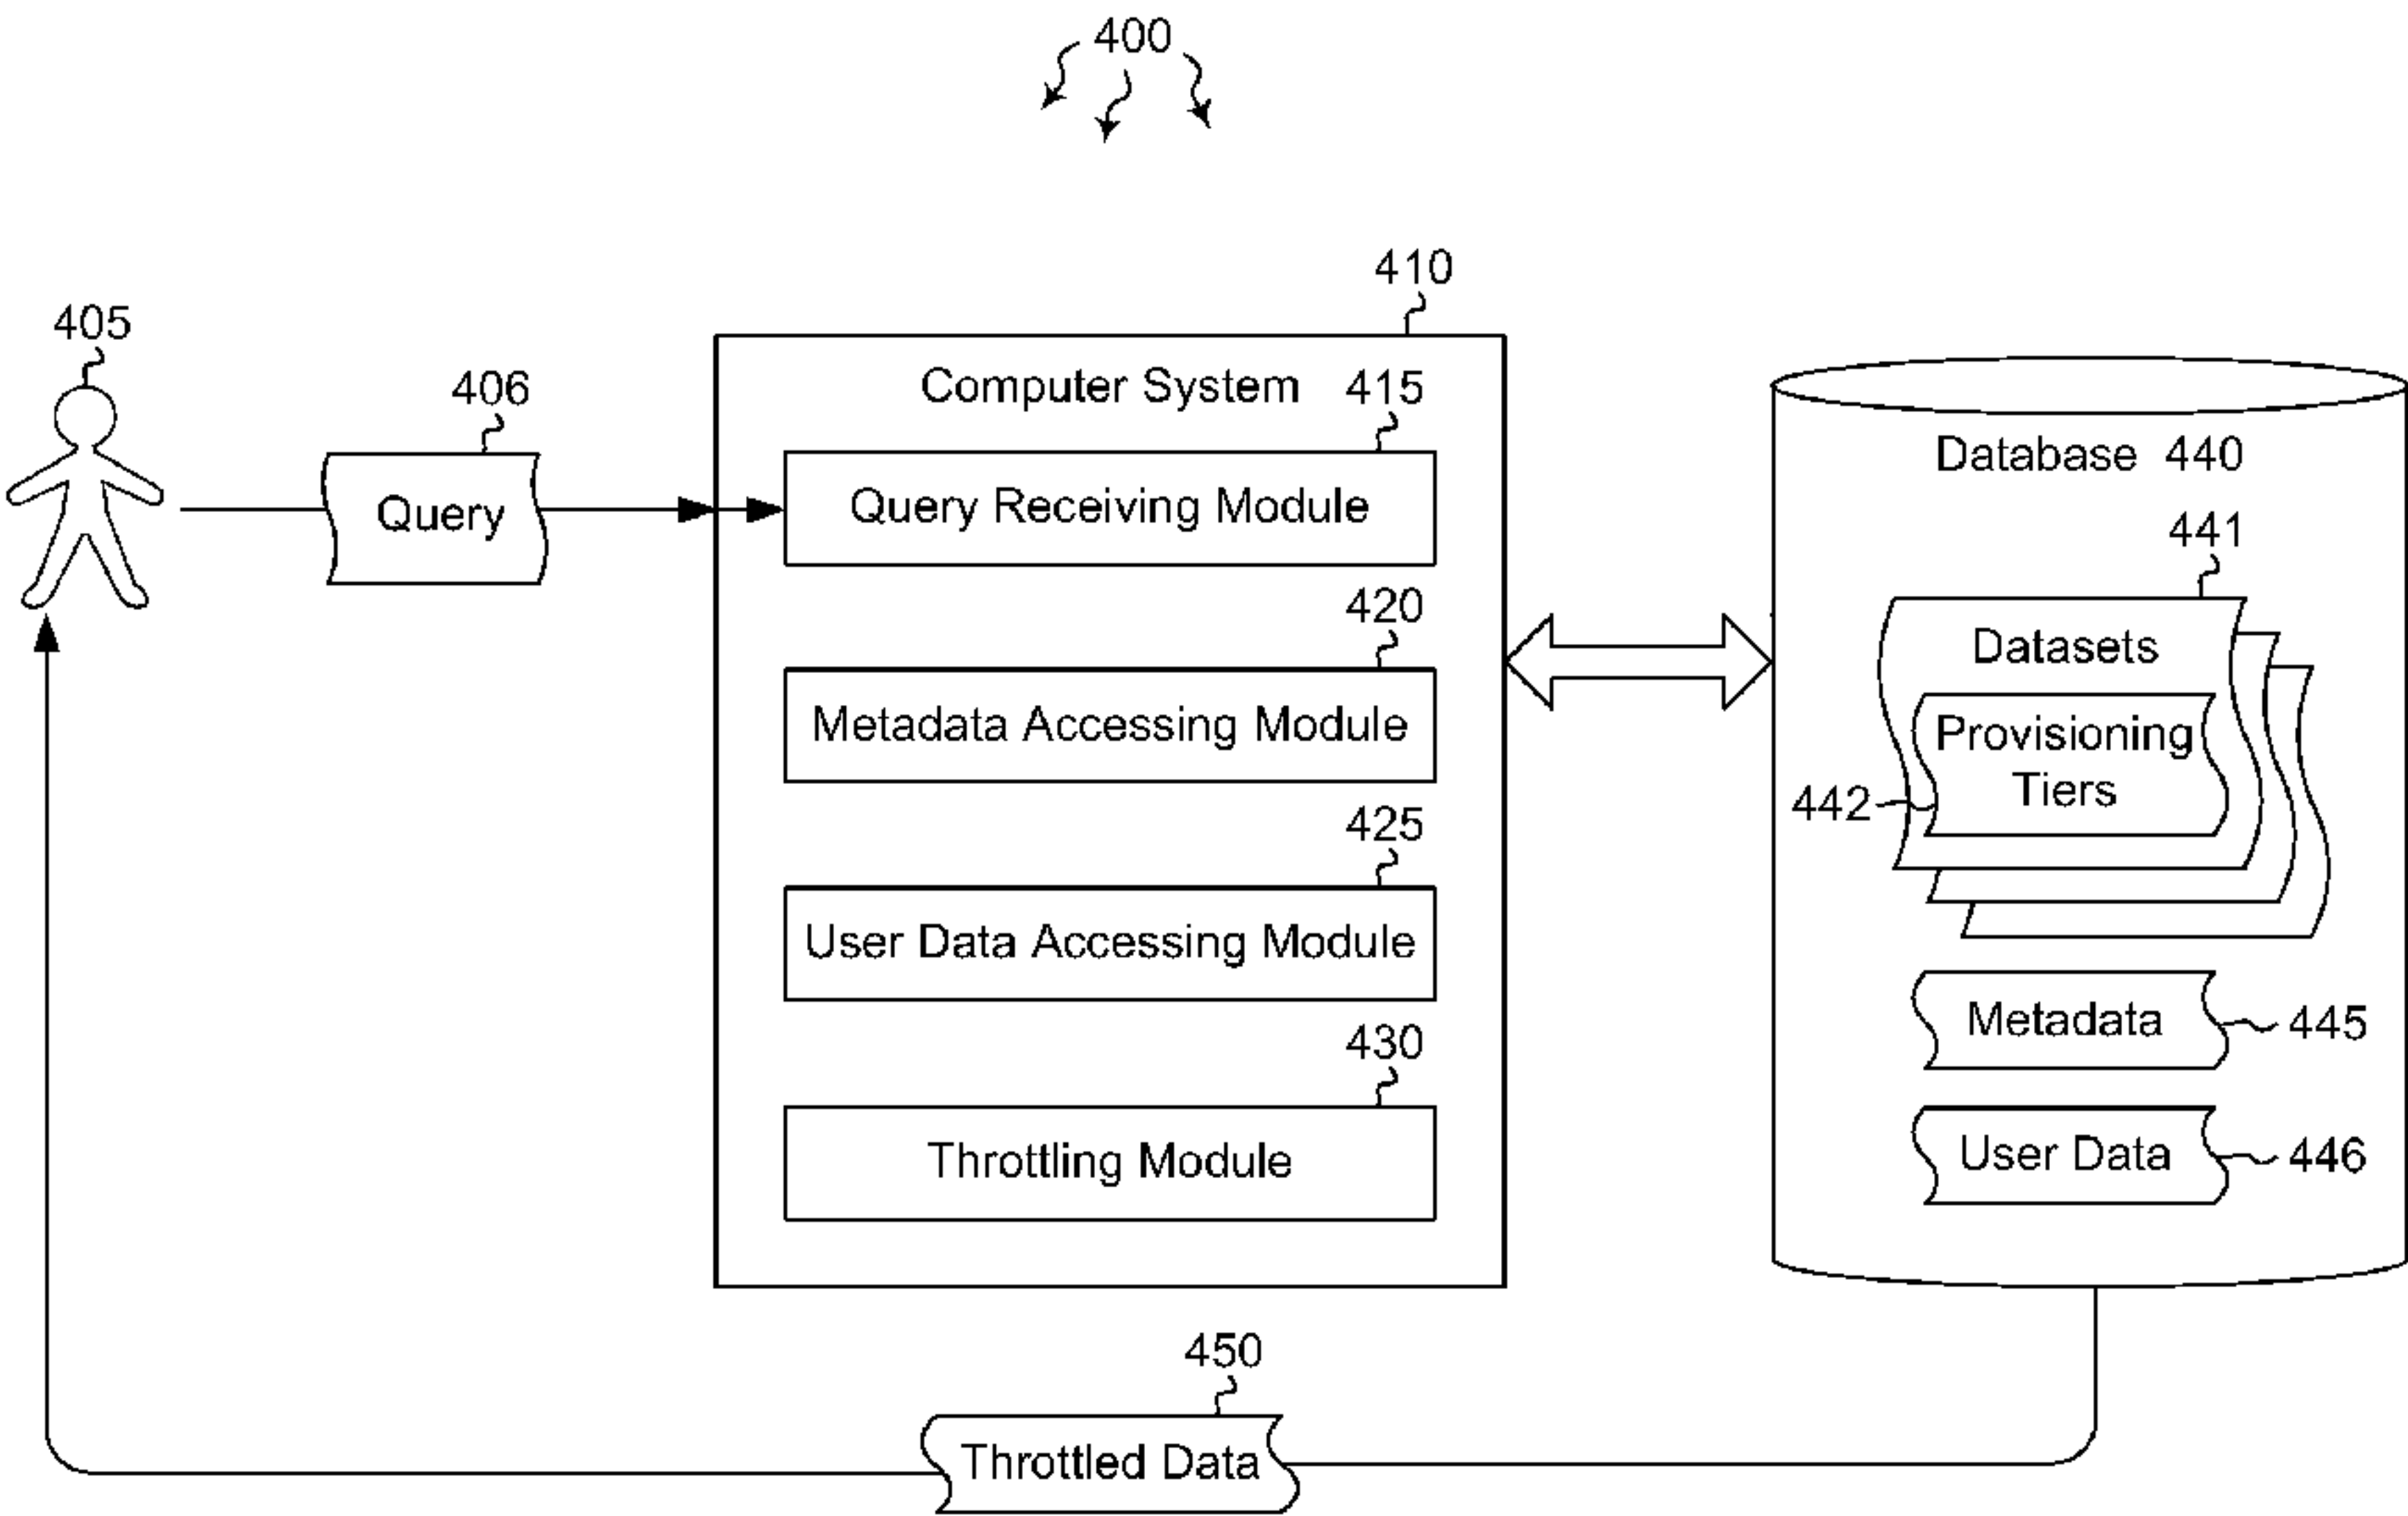 400
410
405
406
Computer System 415
Query
Query Receiving Module
Database 440
441
420
Datasets
Metadata Accessing Module
Provisioning
Tiers
442
425
User Data Accessing Module
Metadata 445
430
Throttling Module
User Data 446
450
Throttled Data